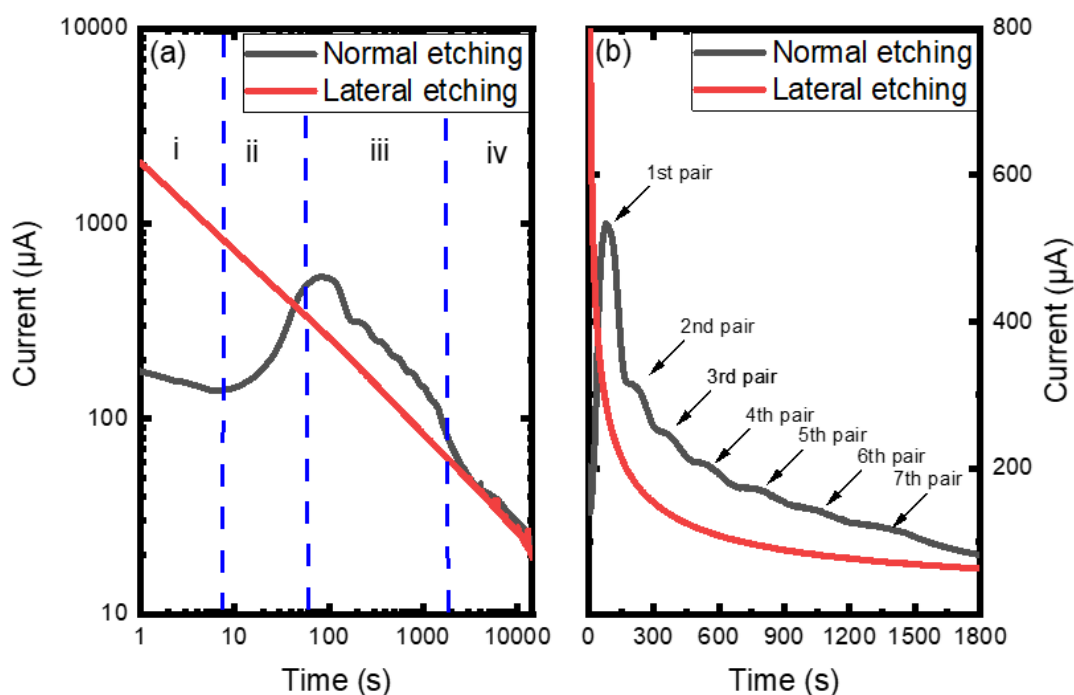 (a)
Normal etching
Lateral etching
i
ii
iii
iv
10000
1000
100
10
Current (µA)
1
10
100
1000
10000
Time (s)
(b)
Normal etching
Lateral etching
1st pair
2nd pair
3rd pair
4th pair
5th pair
6th pair
7th pair
800
600
400
200
Current (µA)
0
300
600
900
1200
1500
1800
Time (s)